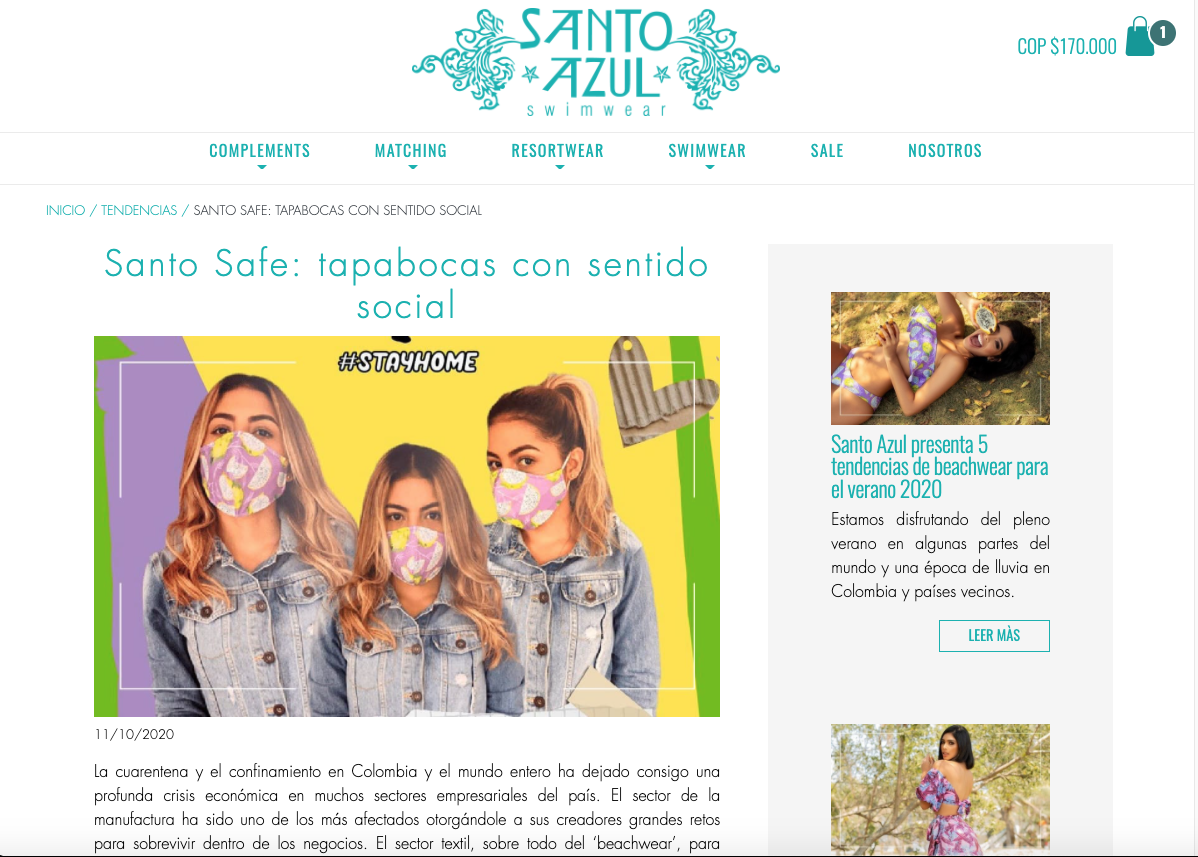 SANTO
AZUL
swimwear
COP $170.000
1
COMPLEMENTS MATCHING RESORTWEAR SWIMWEAR SALE NOSOTROS
INICIO / TENDENCIAS / SANTO SAFE: TAPABOCAS CON SENTIDO SOCIAL
Santo Safe: tapabocas con sentido
social
#STAYHOME
11/10/2020
La cuarentena y el confinamiento en Colombia y el mundo entero ha dejado consigo una
profunda crisis económica en muchos sectores empresariales del país. El sector de la
manufactura ha sido uno de los más afectados otorgándole a sus creadores grandes retos
para sobrevivir dentro de los negocios. El sector textil, sobre todo del ‘beachwear’, para
Santo Azul presenta 5
tendencias de beachwear para
el verano 2020
Estamos disfrutando del pleno
verano en algunas partes del
mundo y una época de lluvia en
Colombia y países vecinos.
LEER MÀS